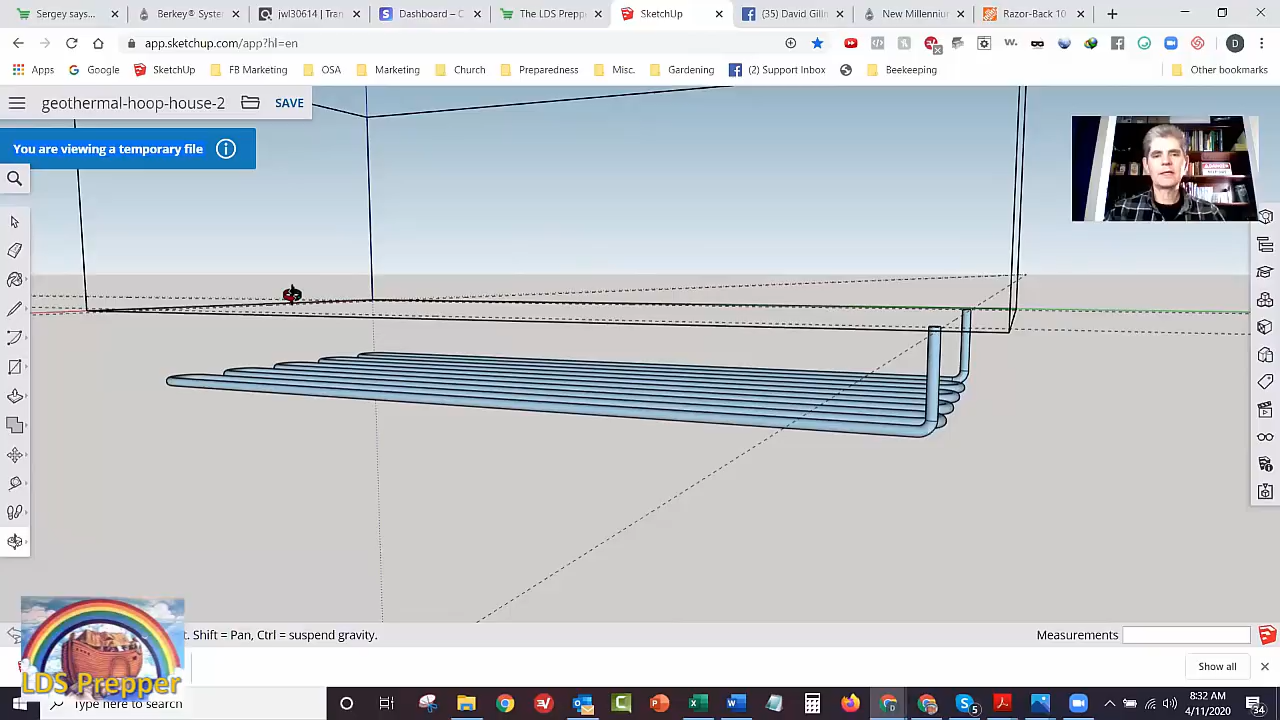 Sergey says...
Berkey® Syste
jwl30614 | Tran
Dashboard – C
The LDS Prepp
SketchUp
(35) David Gun
New Millenniu
Razor-Back 10
app.sketchup.com/app?hl=en
Apps
Google
SketchUp
FB Marketing
OSA
Marketing
Church
Preparedness
Misc.
Gardening
(2) Support Inbox
Beekeeping
Other bookmarks
geothermal-hoop-house-2
SAVE
You are viewing a temporary file
t. Shift = Pan, Ctrl = suspend gravity.
Measurements
Show all
LDS Prepper
Type here to search
8:32 AM
4/11/2020